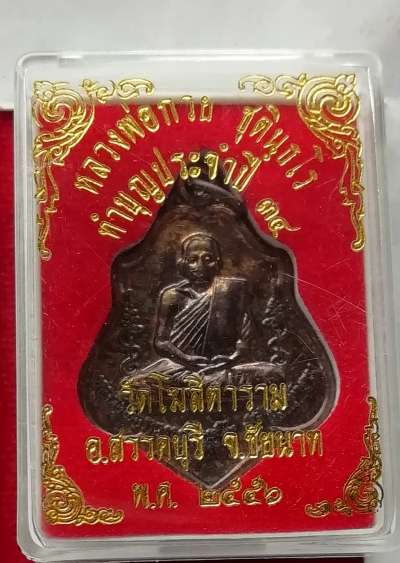 หลวงพ่อกวย ชุตินฺธโร
ทำบุญประจำปี ๓๔
วัดโฆสิตาราม
อ.สรรคบุรี จ.ชัยนาท
พ.ศ. ๒๕๕๖